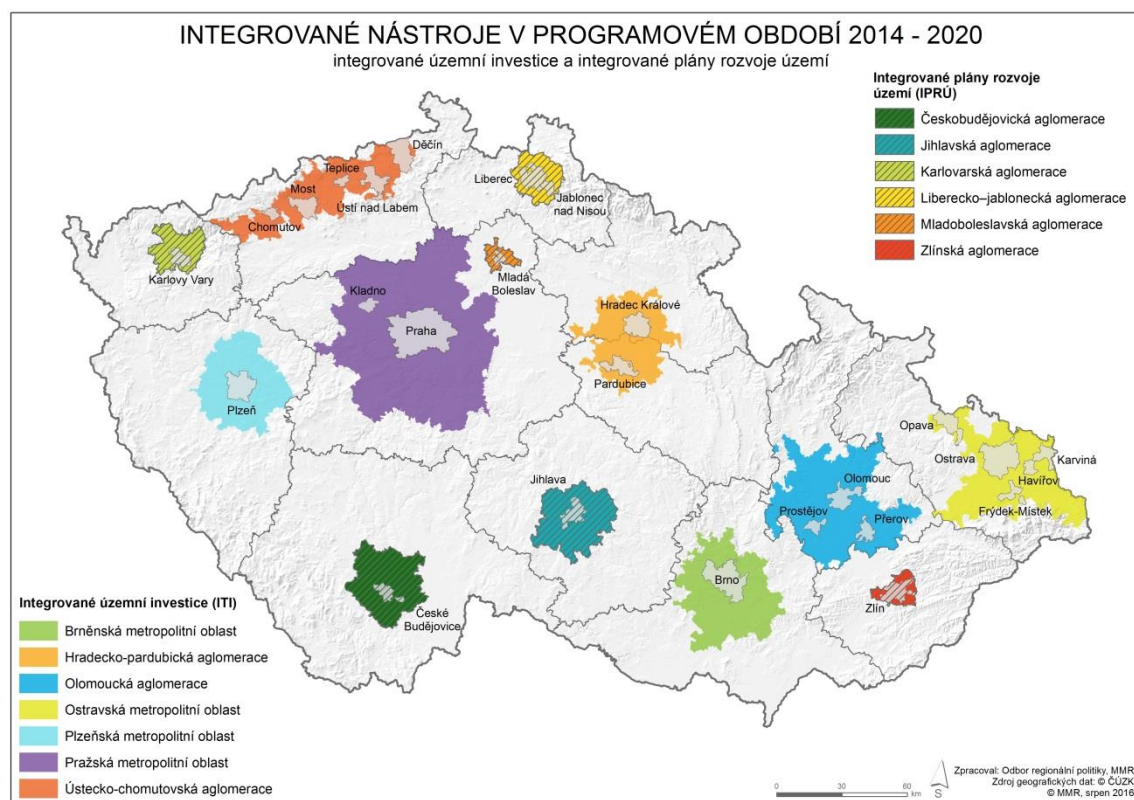 INTEGROVANÉ NÁSTROJE V PROGRAMOVÉM OBDOBÍ 2014 - 2020
integrované územní investice a integrované plány rozvoje území
Integrované plány rozvoje
území (IPRÚ)
Českobudějovická aglomerace
Jihlavská aglomerace
Karlovarská aglomerace
Liberecko–jablonecká aglomerace
Mladoboleslavská aglomerace
Zlínská aglomerace
Děčín
Teplice
Most
Ústí nad Labem
Chomutov
Liberec
Jablonec
nad Nisou
Karlovy Vary
Mladá
Boleslav
Kladno
Praha
Hradec Králové
Pardubice
Plzeň
Opava
Ostrava
Karviná
Havířov
Frýdek-Místek
Jihlava
Olomouc
Prostějov
Přerov
Brno
Zlín
České
Budějovice
Integrované územní investice (ITI)
Brněnská metropolitní oblast
Hradecko-pardubická aglomerace
Olomoucká aglomerace
Ostravská metropolitní oblast
Plzeňská metropolitní oblast
Pražská metropolitní oblast
Ústecko-chomutovská aglomerace
0 30 60
km
S
Zpracoval: Odbor regionální politiky, MMR
Zdroj geografických dat: © ČÚZK
© MMR, srpen 2016